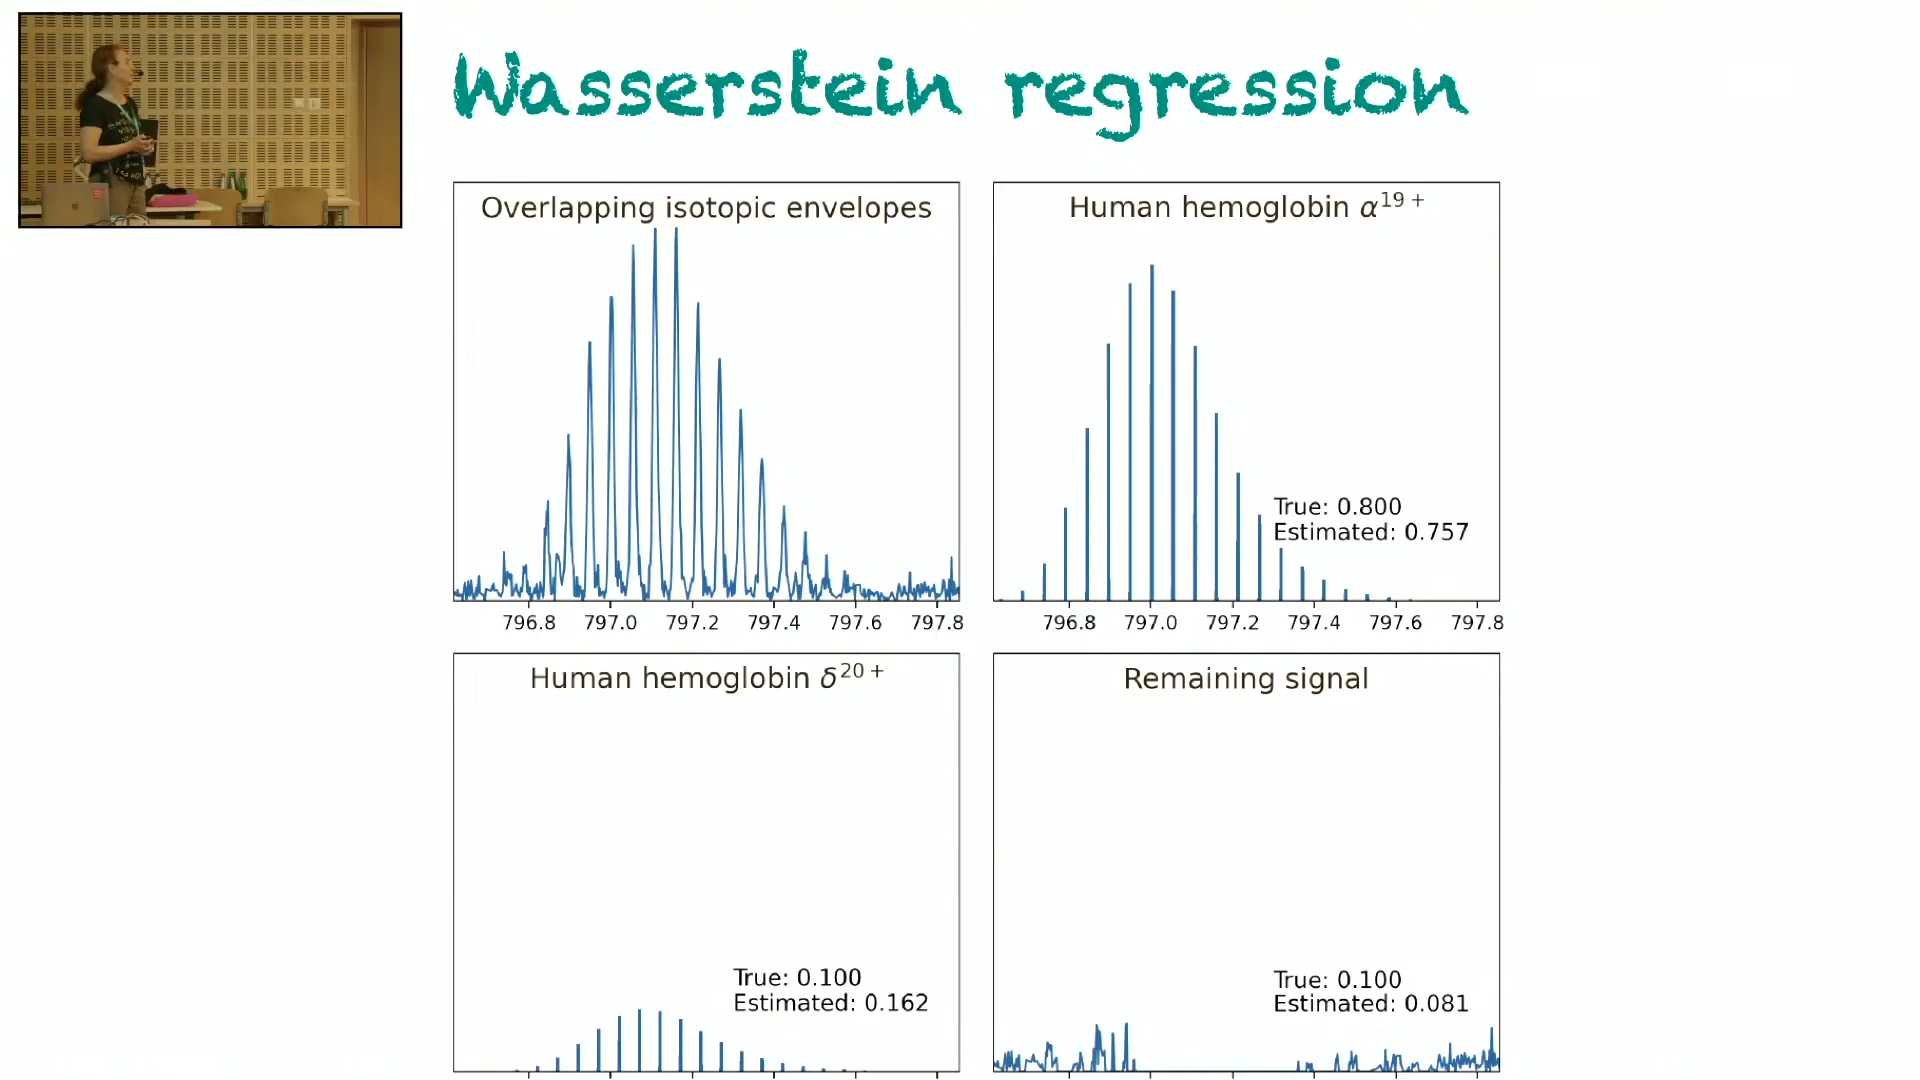 Wasserstein regression
Overlapping isotopic envelopes
796.8 797.0 797.2 797.4 797.6 797.8
Human hemoglobin α¹⁹⁺
True: 0.800
Estimated: 0.757
796.8 797.0 797.2 797.4 797.6 797.8
Human hemoglobin δ²⁰⁺
True: 0.100
Estimated: 0.162
Remaining signal
True: 0.100
Estimated: 0.081